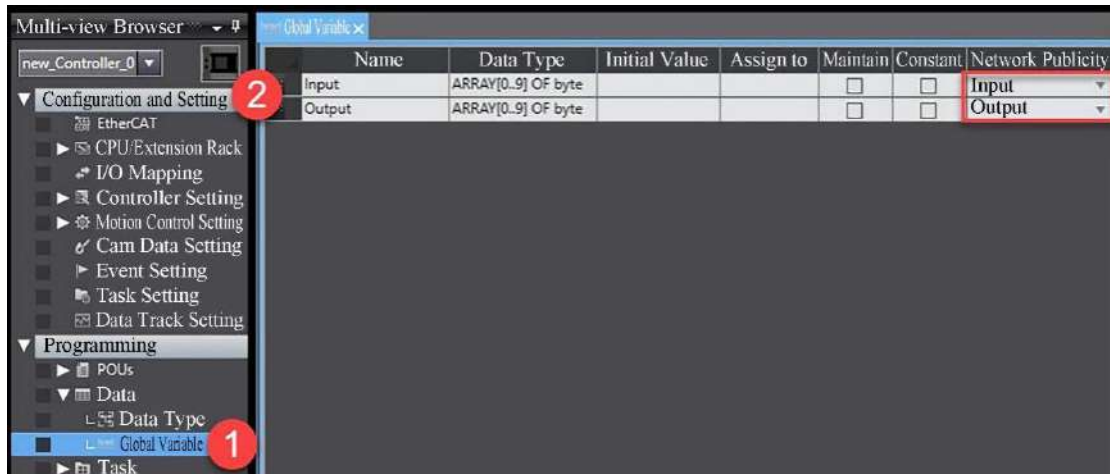 Multi-view Browser
new_Controller_0
Configuration and Setting
EtherCAT
CPU/Extension Rack
I/O Mapping
Controller Setting
Motion Control Setting
Cam Data Setting
Event Setting
Task Setting
Data Track Setting
Programming
POUs
Data
Data Type
Global Variable
Task
1
2
Global Variable
Name Data Type Initial Value Assign to Maintain Constant Network Publicity
Input ARRAY[0..9] OF byte Input
Output ARRAY[0..9] OF byte Output